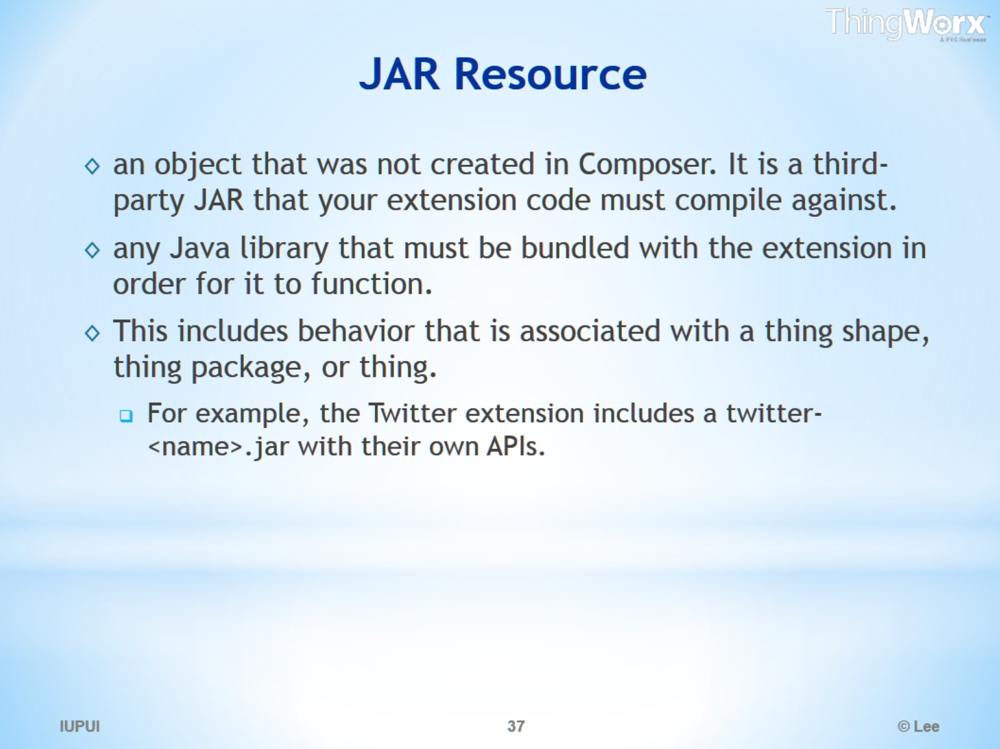 ThingWorx
A PTC Business
JAR Resource
◇ an object that was not created in Composer. It is a third-
party JAR that your extension code must compile against.
◇ any Java library that must be bundled with the extension in
order for it to function.
◇ This includes behavior that is associated with a thing shape,
thing package, or thing.
❑ For example, the Twitter extension includes a twitter-
<name>.jar with their own APIs.
IUPUI
37
© Lee